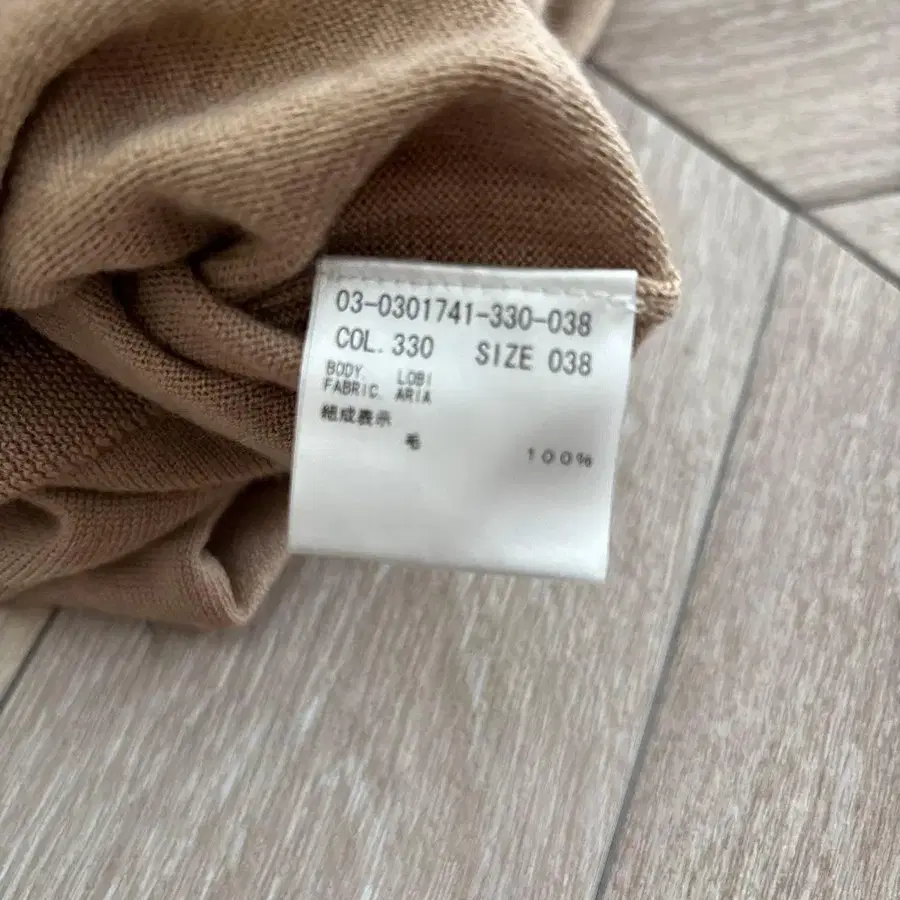 03-0301741-330-038
COL. 330 SIZE 038
BODY. LOBI
FABRIC. ARIA
組成表示
毛 100%